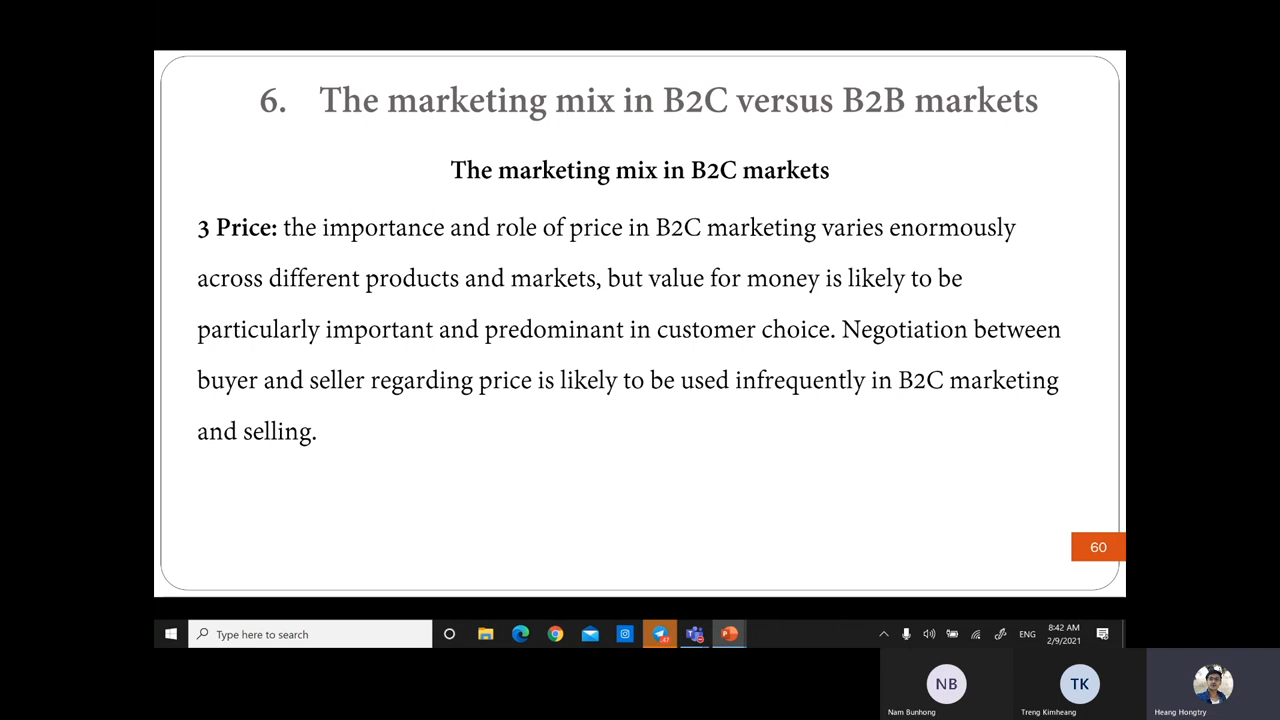 6. The marketing mix in B2C versus B2B markets
The marketing mix in B2C markets
3 Price: the importance and role of price in B2C marketing varies enormously
across different products and markets, but value for money is likely to be
particularly important and predominant in customer choice. Negotiation between
buyer and seller regarding price is likely to be used infrequently in B2C marketing
and selling.
60
Type here to search
47
ENG
8:42 AM
2/9/2021
NB
TK
Nam Bunhong
Treng Kimheang
Heang Hongtry